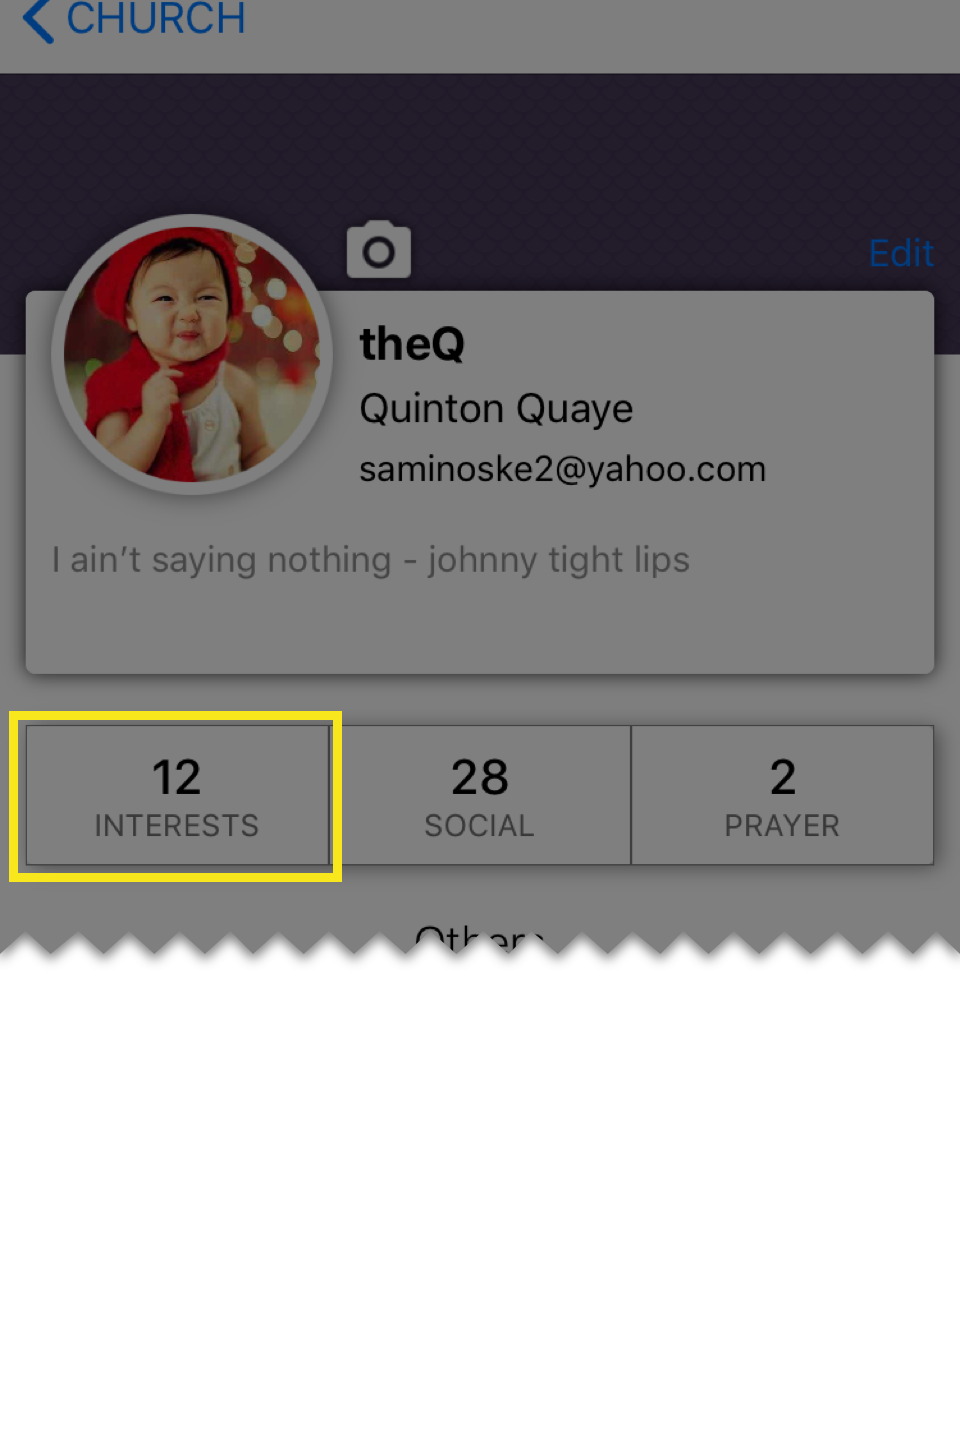 CHURCH
Edit
theQ
Quinton Quaye
saminoske2@yahoo.com
I ain't saying nothing - johnny tight lips
12 28 2
INTERESTS SOCIAL PRAYER